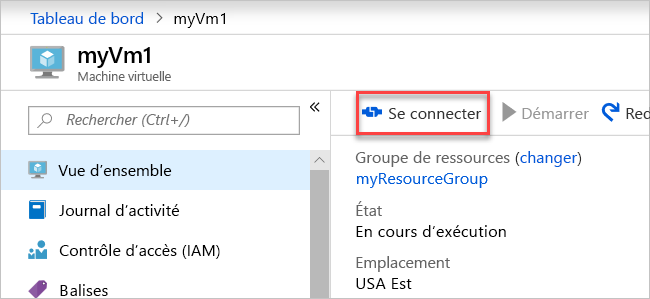 Tableau de bord > myVm1
myVm1
Machine virtuelle
Rechercher (Ctrl+/)
«
Vue d'ensemble
Journal d'activité
Contrôle d'accès (IAM)
Balises
Se connecter
Démarrer
Red
Groupe de ressources (changer)
myResourceGroup
État
En cours d'exécution
Emplacement
USA Est